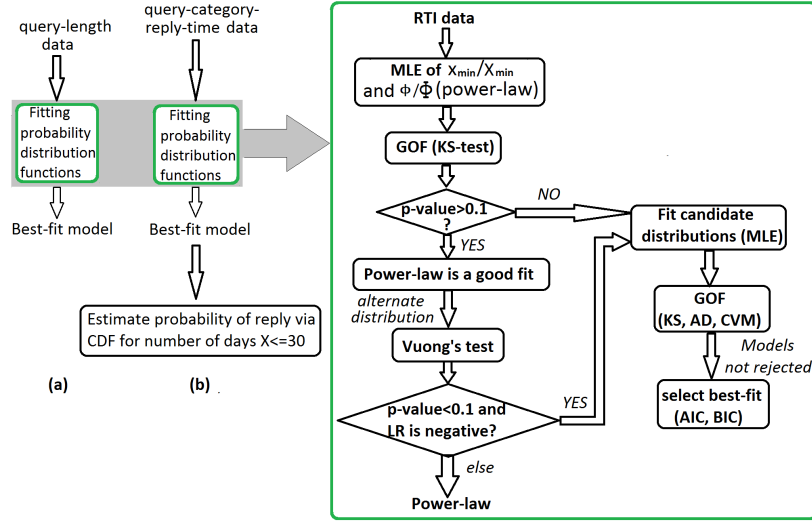 query-length
data
query-category-
reply-time data
Fitting
probability
distribution
functions
Fitting
probability
distribution
functions
Best-fit model
Best-fit model
Estimate probability of reply via
CDF for number of days X<=30
(a)
(b)
RTI data
MLE of xmin/Xmin
and ϕ/Φ(power-law)
GOF (KS-test)
p-value>0.1
?
NO
YES
Power-law is a good fit
alternate
distribution
Vuong's test
p-value<0.1 and
LR is negative?
YES
else
Power-law
Fit candidate
distributions (MLE)
GOF
(KS, AD, CVM)
Models
not rejected
select best-fit
(AIC, BIC)